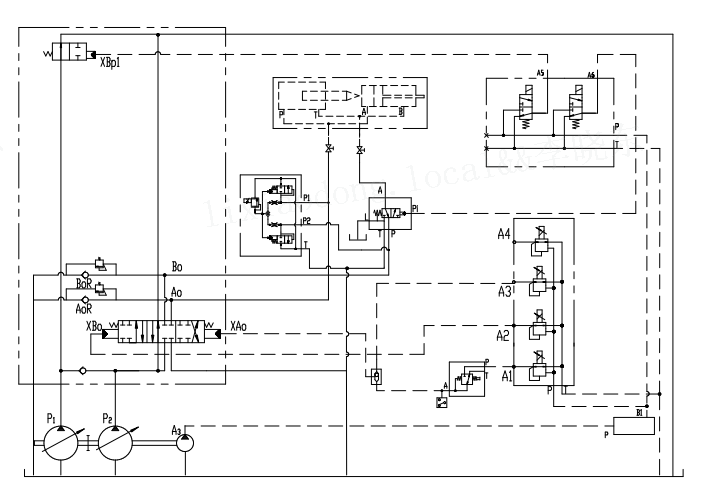 XBp1
A5
A6
P
T
P
T
A
B
P1
P2
T
A
P1
L
T
P
Bo
BoR
Ao
AoR
XBo
XAo
A4
A3
A2
A1
P
T
A
P
T
P1
P2
A3
B1
P